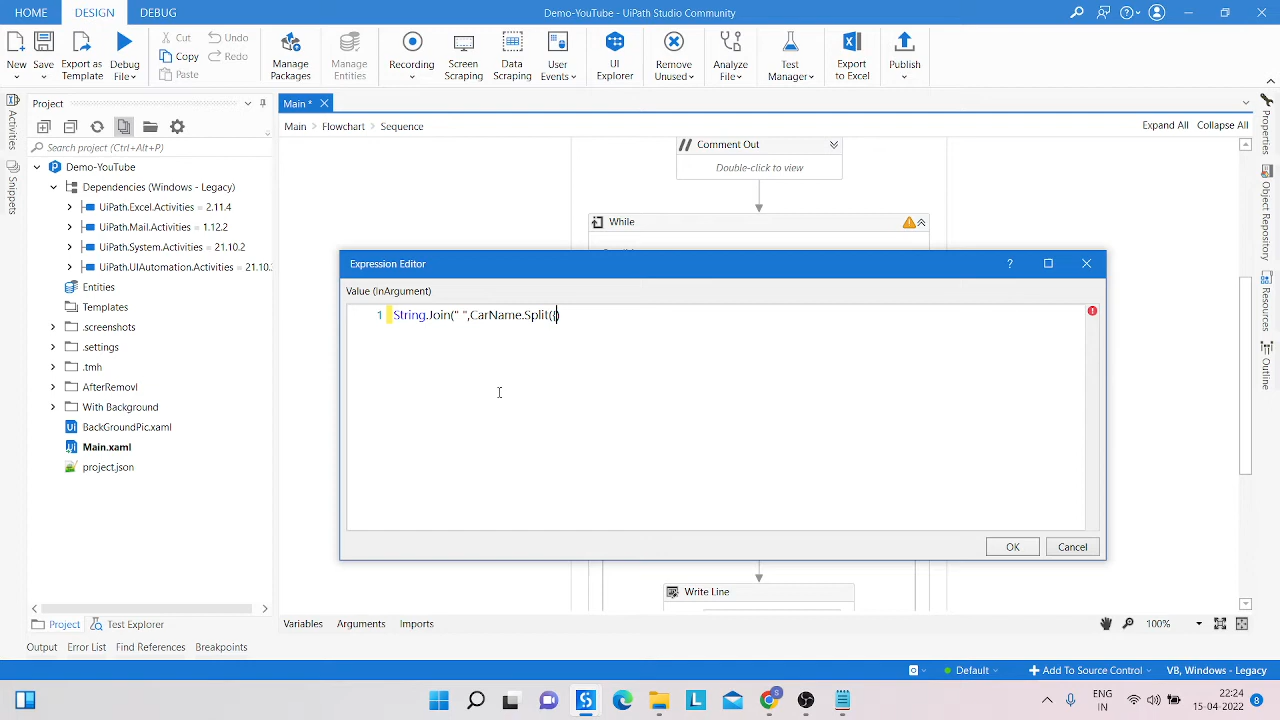 HOME DESIGN DEBUG Demo-YouTube - UiPath Studio Community
New Save Export as Template Debug File Cut Copy Paste Undo Redo Manage Packages Manage Entities Recording Screen Scraping Data Scraping User Events UI Explorer Remove Unused Analyze File Test Manager Export to Excel Publish
Activities
Snippets
Project
Search project (Ctrl+Alt+P)
Demo-YouTube
Dependencies (Windows - Legacy)
UiPath.Excel.Activities = 2.11.4
UiPath.Mail.Activities = 1.12.2
UiPath.System.Activities = 21.10.2
UiPath.UIAutomation.Activities = 21.10.
Entities
Templates
.screenshots
.settings
.tmh
AfterRemovl
With Background
BackGroundPic.xaml
Main.xaml
project.json
Project Test Explorer
Main *
Main Flowchart Sequence
Expand All Collapse All
// Comment Out
Double-click to view
While
Expression Editor
?
Value (InArgument)
1 String.Join(" ",CarName.Split()
OK Cancel
Write Line
Variables Arguments Imports
100%
Properties
Object Repository
Resources
Outline
Output Error List Find References Breakpoints
Default Add To Source Control VB, Windows - Legacy
ENG
IN
22:24
15-04-2022
8